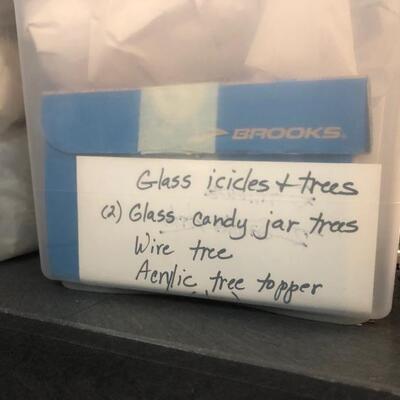 BROOKS
Glass icicles & trees
(2) Glass candy jar trees
Wire tree
Acrylic tree topper